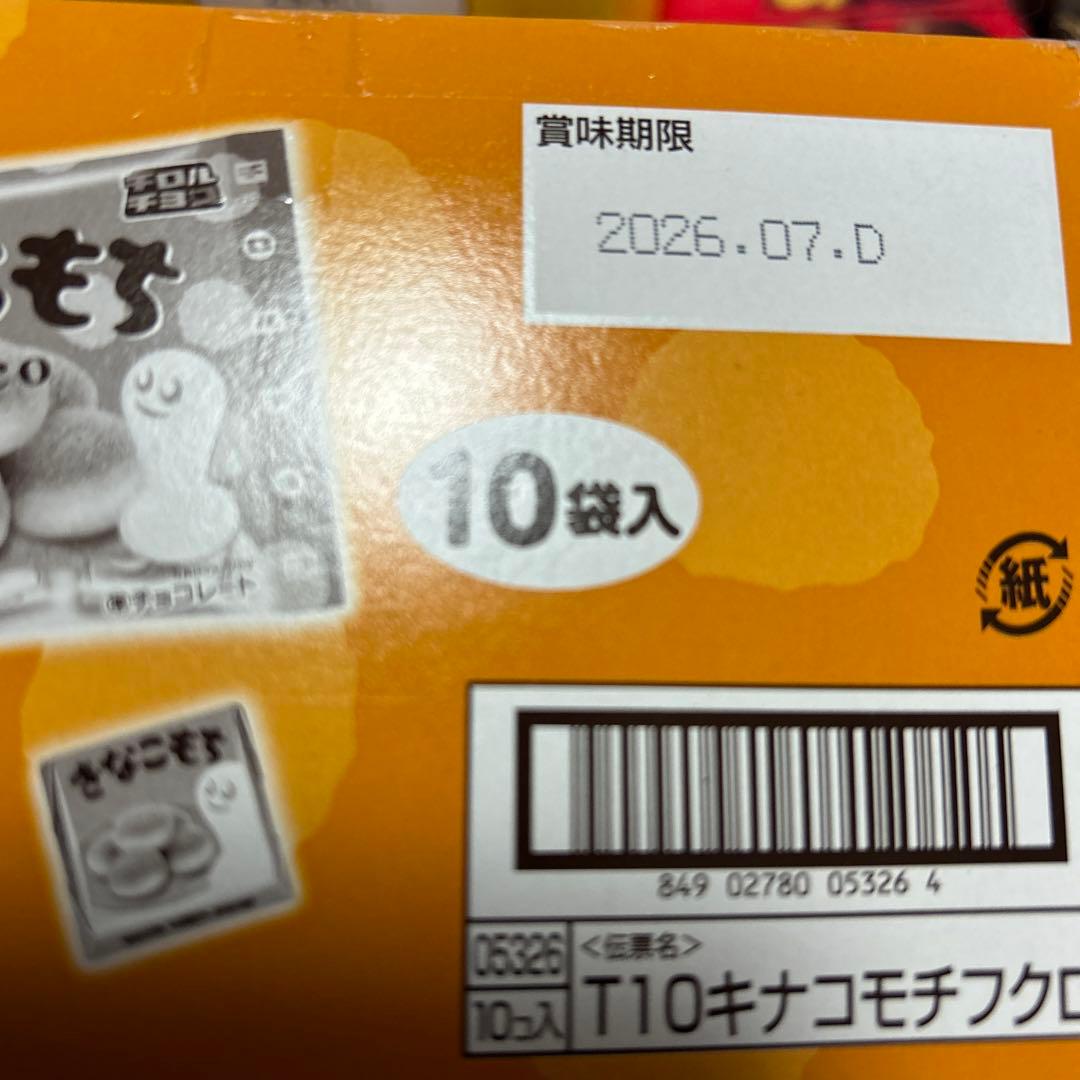 賞味期限
2026.07.D
チロル
チョコ
もち
co
準チョコレート
10袋入
紙
きなこもち
849 02780 05326 4
05326
<伝票名>
10コ入
T10キナコモチフクロ